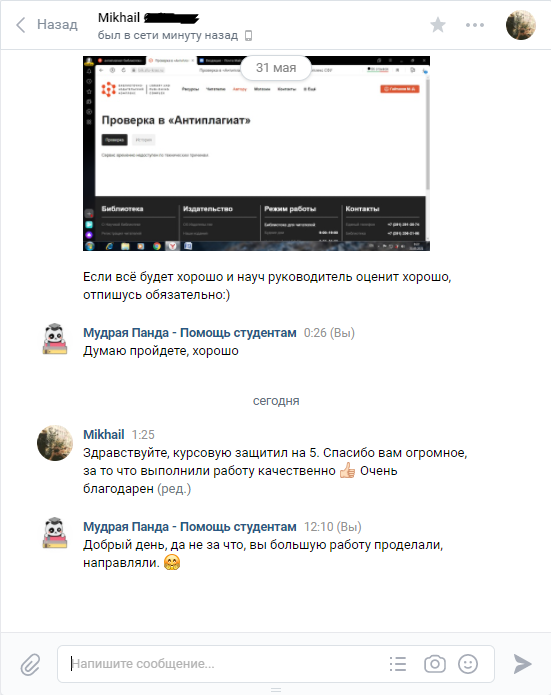 Назад
Mikhail
был в сети минуту назад
31 мая
Проверка в «Антиплагиат»
Проверка
История
Сервис временно недоступен по техническим причинам.
Библиотека
Издательство
Режим работы
Контакты
Если всё будет хорошо и науч руководитель оценит хорошо,
отпишусь обязательно:)
Мудрая Панда - Помощь студентам 0:26 (Вы)
Думаю пройдете, хорошо
сегодня
Mikhail 1:25
Здравствуйте, курсовую защитил на 5. Спасибо вам огромное,
за то что выполнили работу качественно 👍🏼 Очень
благодарен (ред.)
Мудрая Панда - Помощь студентам 12:10 (Вы)
Добрый день, да не за что, вы большую работу проделали,
направляли. 🤗
Напишите сообщение...